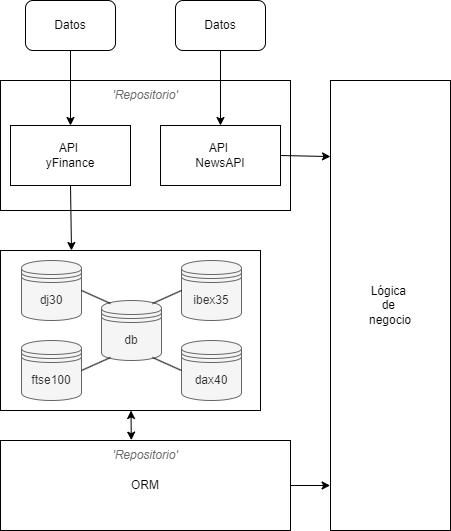 Datos
Datos
'Repositorio'
API
yFinance
API
NewsAPI
dj30
ibex35
db
ftse100
dax40
Lógica
de
negocio
'Repositorio'
ORM